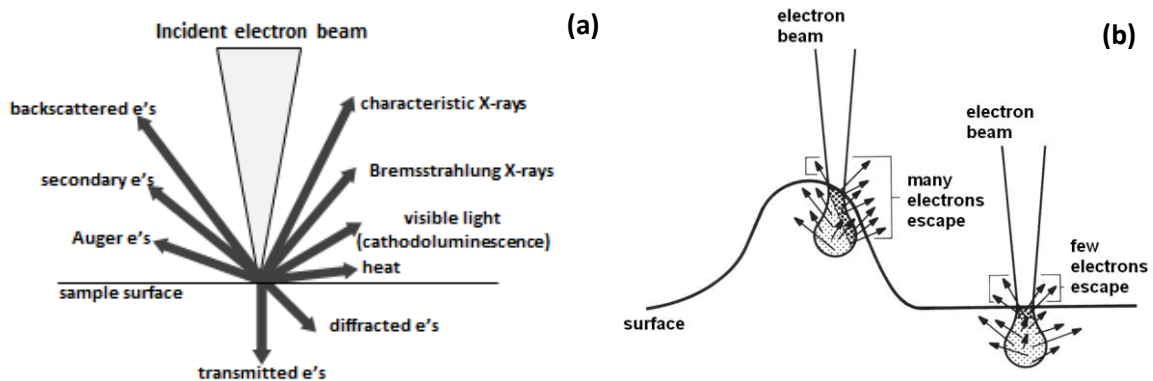 Incident electron beam
(a)
backscattered e's
characteristic X-rays
secondary e's
Bremsstrahlung X-rays
Auger e's
visible light
(cathodoluminescence)
heat
sample surface
diffracted e's
transmitted e's
electron
beam
(b)
electron
beam
many
electrons
escape
few
electrons
escape
surface